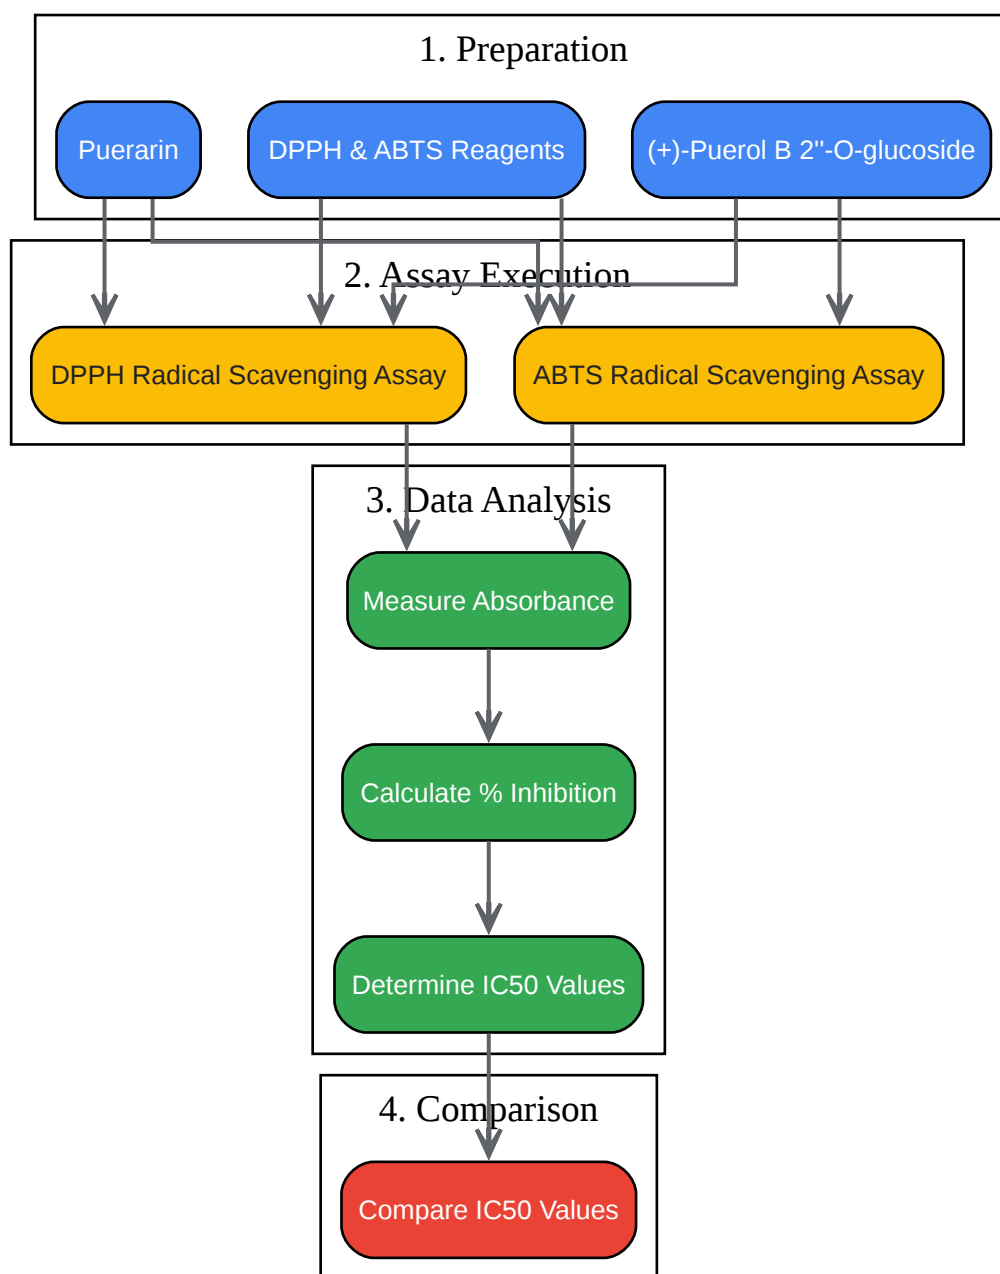 1. Preparation
Puerarin
DPPH & ABTS Reagents
(+)-Puerol B 2"-O-glucoside
2. Assay Execution
DPPH Radical Scavenging Assay
ABTS Radical Scavenging Assay
3. Data Analysis
Measure Absorbance
Calculate % Inhibition
Determine IC50 Values
4. Comparison
Compare IC50 Values